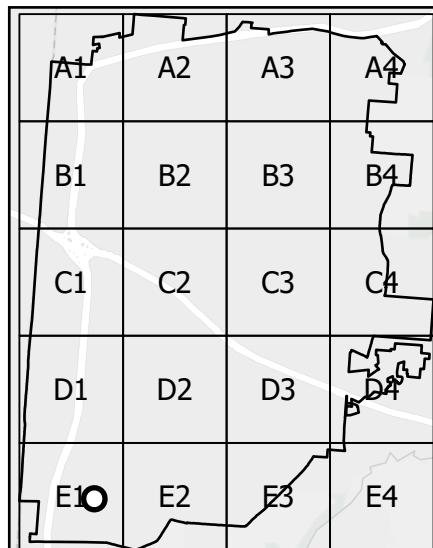 A1 A2 A3 A4
B1 B2 B3 B4
C1 C2 C3 C4
D1 D2 D3 D4
E1 E2 E3 E4